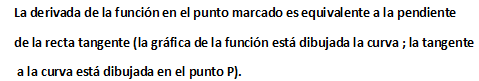 La derivada de la función en el punto marcado es equivalente a la pendiente
de la recta tangente (la gráfica de la función está dibujada la curva ; la tangente
a la curva está dibujada en el punto P).